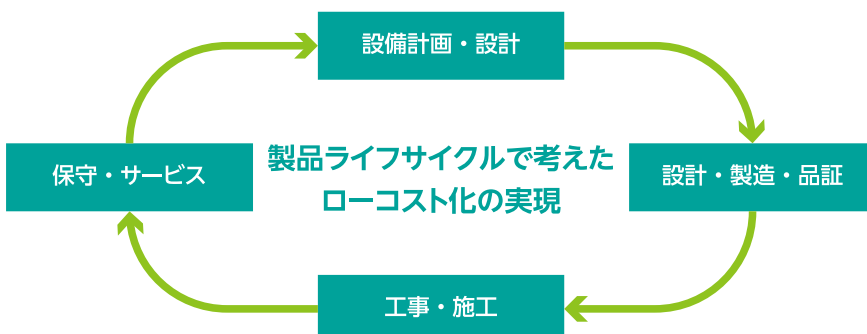 設備計画・設計
保守・サービス
製品ライフサイクルで考えた
ローコスト化の実現
設計・製造・品証
工事・施工